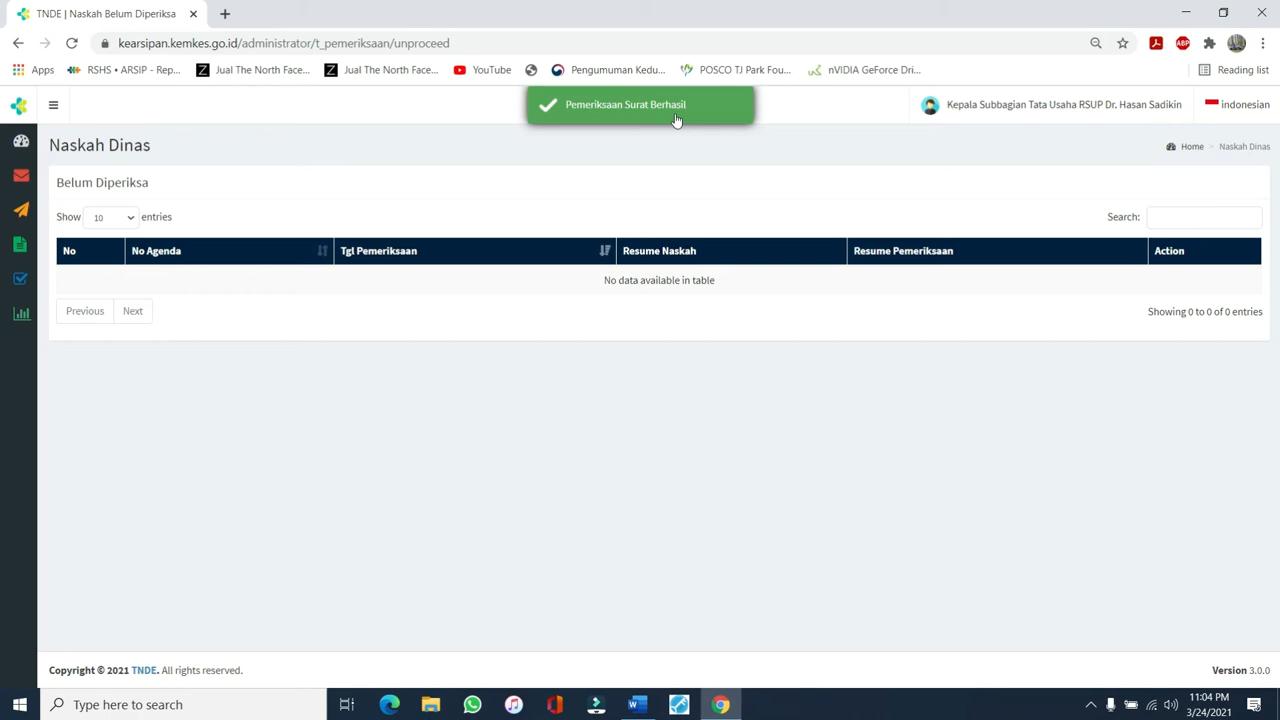 TNDE | Naskah Belum Diperiksa
kearsipan.kemkes.go.id/administrator/t_pemeriksaan/unproceed
ABP
Apps
RSHS • ARSIP - Rep...
Jual The North Face...
Jual The North Face...
YouTube
Pengumuman Kedu...
POSCO TJ Park Fou...
nVIDIA GeForce Dri...
Reading list
Pemeriksaan Surat Berhasil
Kepala Subbagian Tata Usaha RSUP Dr. Hasan Sadikin
indonesian
Naskah Dinas
Home > Naskah Dinas
Belum Diperiksa
Show 10 entries
Search:
No
No Agenda
Tgl Pemeriksaan
Resume Naskah
Resume Pemeriksaan
Action
No data available in table
Previous
Next
Showing 0 to 0 of 0 entries
Copyright © 2021 TNDE. All rights reserved.
Version 3.0.0
Type here to search
11:04 PM
3/24/2021